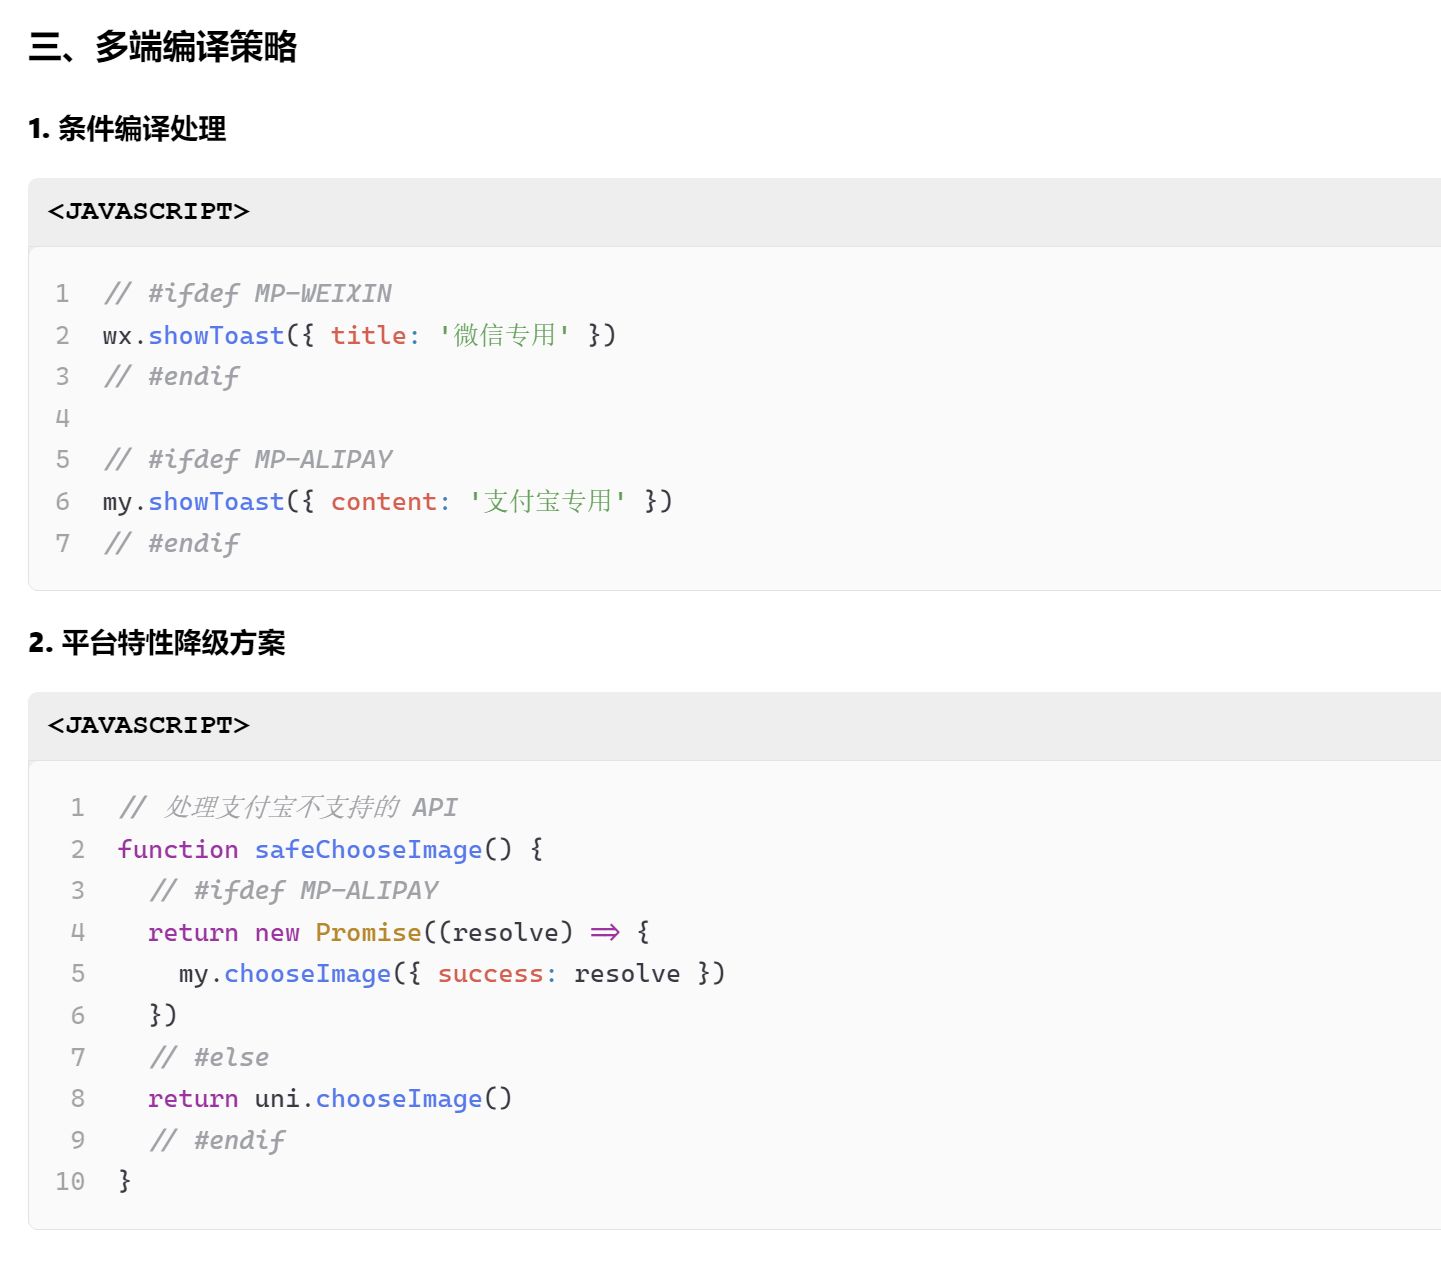 三、多端编译策略
1. 条件编译处理
<JAVASCRIPT>
1 // #ifdef MP-WEIXIN
2 wx.showToast({ title: '微信专用' })
3 // #endif
4
5 // #ifdef MP-ALIPAY
6 my.showToast({ content: '支付宝专用' })
7 // #endif
2. 平台特性降级方案
<JAVASCRIPT>
1 // 处理支付宝不支持的 API
2 function safeChooseImage() {
3   // #ifdef MP-ALIPAY
4   return new Promise((resolve) => {
5     my.chooseImage({ success: resolve })
6   })
7   // #else
8   return uni.chooseImage()
9   // #endif
10 }